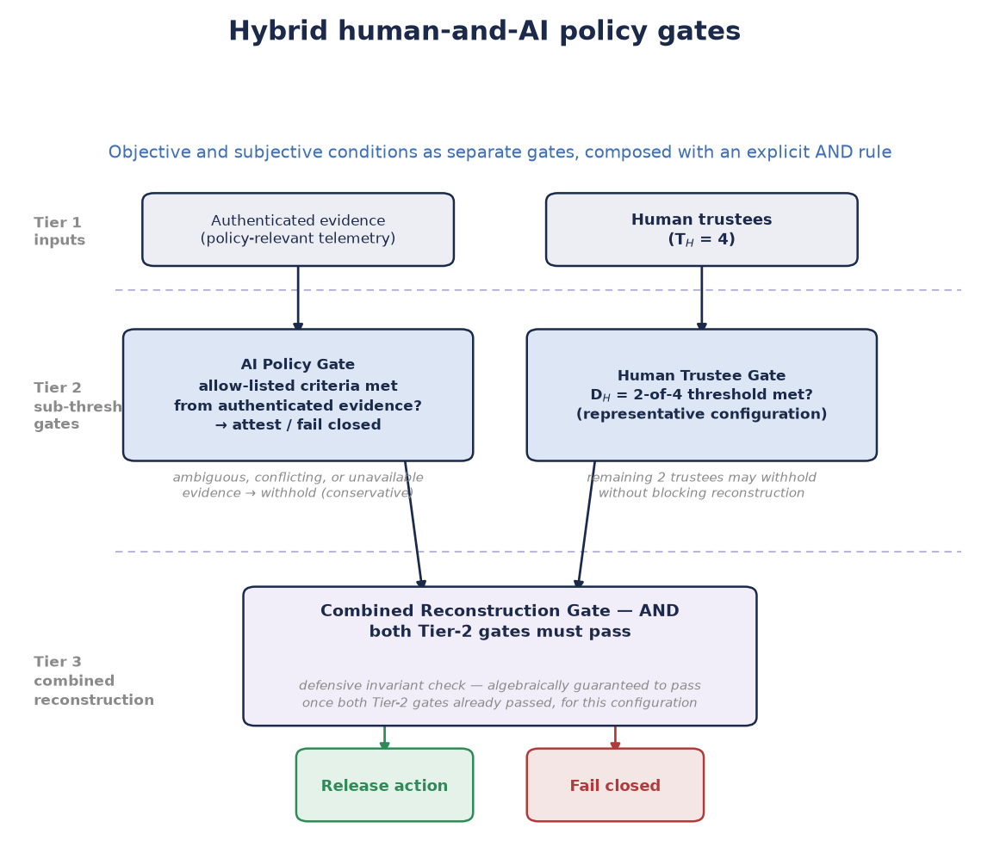 Hybrid human-and-AI policy gates
Objective and subjective conditions as separate gates, composed with an explicit AND rule
Tier 1
inputs
Authenticated evidence
(policy-relevant telemetry)
Human trustees
(T_H = 4)
Tier 2
sub-thresh
gates
AI Policy Gate
allow-listed criteria met
from authenticated evidence?
→ attest / fail closed
Human Trustee Gate
D_H = 2-of-4 threshold met?
(representative configuration)
ambiguous, conflicting, or unavailable
evidence → withhold (conservative)
remaining 2 trustees may withhold
without blocking reconstruction
Tier 3
combined
reconstruction
Combined Reconstruction Gate — AND
both Tier-2 gates must pass
defensive invariant check — algebraically guaranteed to pass
once both Tier-2 gates already passed, for this configuration
Release action
Fail closed